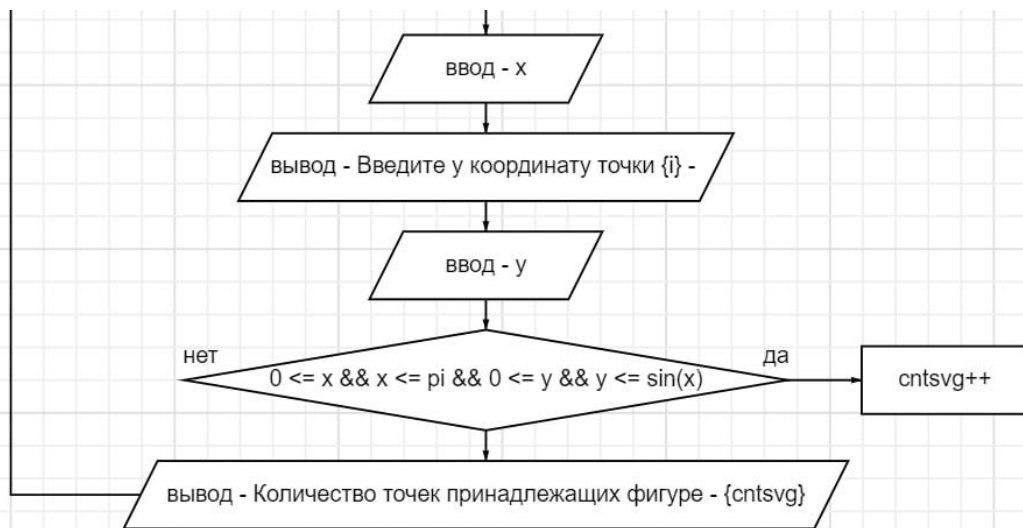 ввод - x
вывод - Введите y координату точки {i} -
ввод - y
нет
0 <= x && x <= pi && 0 <= y && y <= sin(x)
да
cntsvg++
вывод - Количество точек принадлежащих фигуре - {cntsvg}